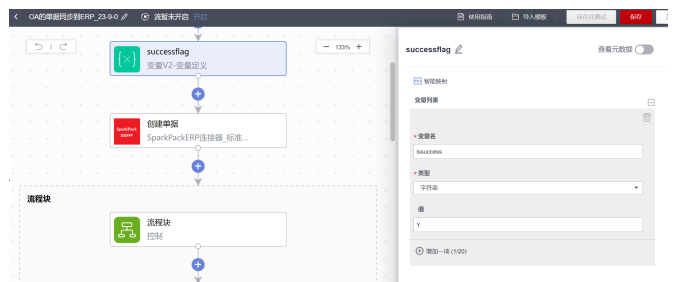 OA的单据同步到ERP_23-9-0
流暂未开启 开启
使用指南
导入模板
保存并测试
保存
133%
successflag
变量V2-变量定义
SparkPack
创建单据
SparkPackERP连接器_标准...
流程块
流程块
控制
successflag
查看元数据
智能映射
变量列表
* 变量名
issuccess
* 类型
字符串
值
Y
增加一项 (1/20)